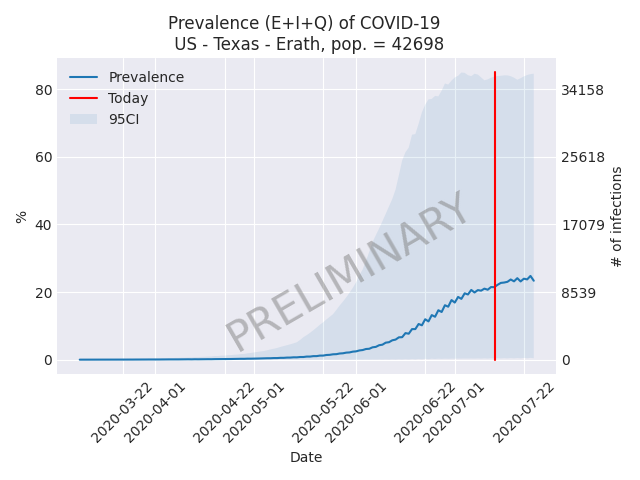 Prevalence (E+I+Q) of COVID-19
US - Texas - Erath, pop. = 42698
Prevalence
Today
95CI
80
60
40
20
0
%
34158
25618
17079
8539
0
# of infections
PRELIMINARY
2020-03-22
2020-04-01
2020-04-22
2020-05-01
2020-05-22
2020-06-01
2020-06-22
2020-07-01
2020-07-22
Date